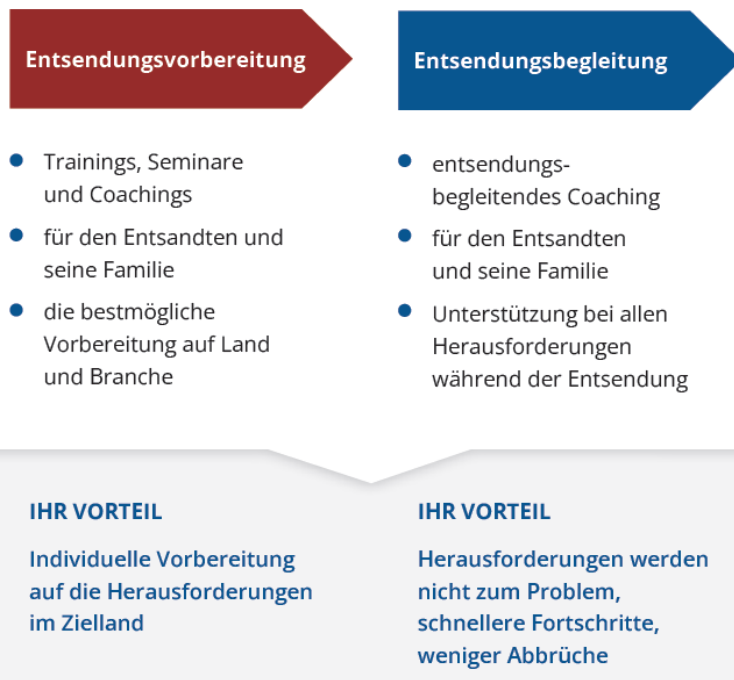 Entsendungsvorbereitung
Trainings, Seminare
und Coachings
für den Entsandten und
seine Familie
die bestmögliche
Vorbereitung auf Land
und Branche
Entsendungsbegleitung
entsendungs-
begleitendes Coaching
für den Entsandten
und seine Familie
Unterstützung bei allen
Herausforderungen
während der Entsendung
IHR VORTEIL
Individuelle Vorbereitung
auf die Herausforderungen
im Zielland
IHR VORTEIL
Herausforderungen werden
nicht zum Problem,
schnellere Fortschritte,
weniger Abbrüche